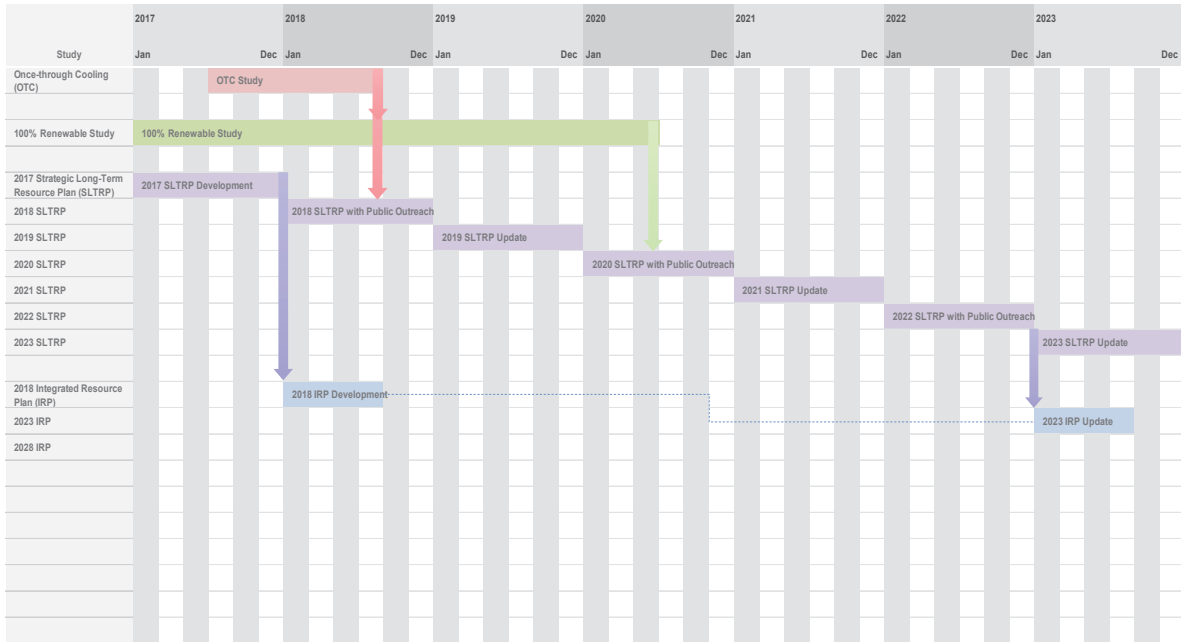 2017 2018 2019 2020 2021 2022 2023
Study Jan Dec Jan Dec Jan Dec Jan Dec Jan Dec Jan Dec Jan Dec
Once-through Cooling
(OTC)
OTC Study
100% Renewable Study 100% Renewable Study
2017 Strategic Long-Term
Resource Plan (SLTRP)
2017 SLTRP Development
2018 SLTRP 2018 SLTRP with Public Outreach
2019 SLTRP 2019 SLTRP Update
2020 SLTRP 2020 SLTRP with Public Outreach
2021 SLTRP 2021 SLTRP Update
2022 SLTRP 2022 SLTRP with Public Outreach
2023 SLTRP 2023 SLTRP Update
2018 Integrated Resource
Plan (IRP)
2018 IRP Development
2023 IRP 2023 IRP Update
2028 IRP